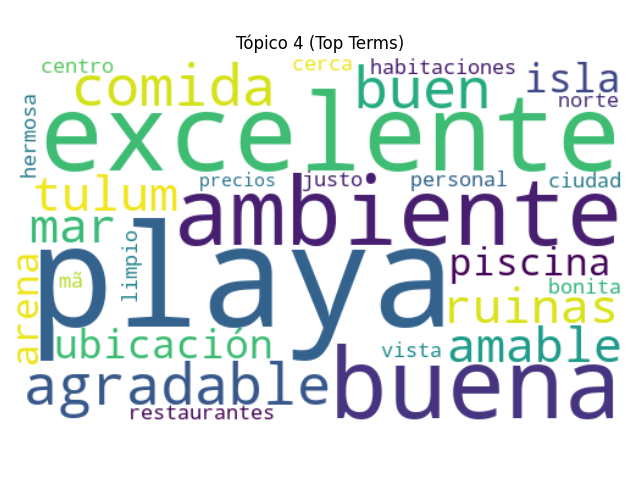 Tópico 4 (Top Terms)
centro
cerca
habitaciones
comida
buen
isla
norte
hermosa
excelente
tulum
precios
justo
personal
ciudad
mar
ambiente
limpio
playa
piscina
arena
mã
bonita
ruinas
ubicación
vista
amable
agradable
buena
restaurantes